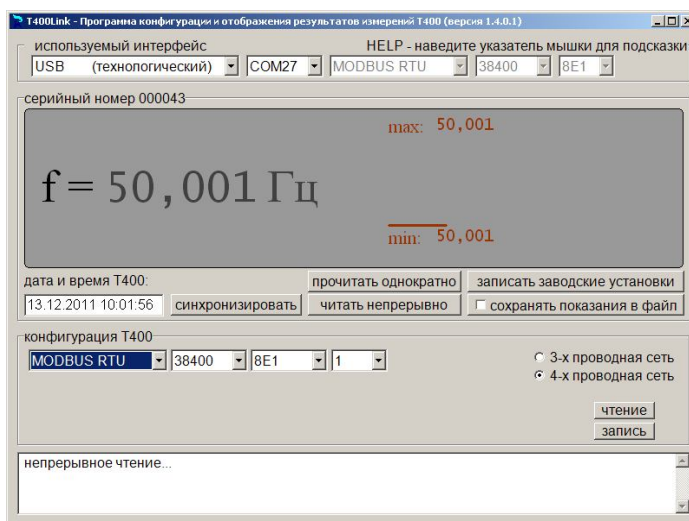 T400Link - Программа конфигурации и отображения результатов измерений T400 (версия 1.4.0.1)
используемый интерфейс HELP - наведите указатель мышки для подсказки
USB (технологический) COM27 MODBUS RTU 38400 8E1
серийный номер 000043
max: 50,001
f = 50,001 Гц
min: 50,001
дата и время T400: прочитать однократно записать заводские установки
13.12.2011 10:01:56 синхронизировать читать непрерывно сохранять показания в файл
конфигурация T400
MODBUS RTU 38400 8E1 1 3-х проводная сеть
4-х проводная сеть
чтение
запись
непрерывное чтение...